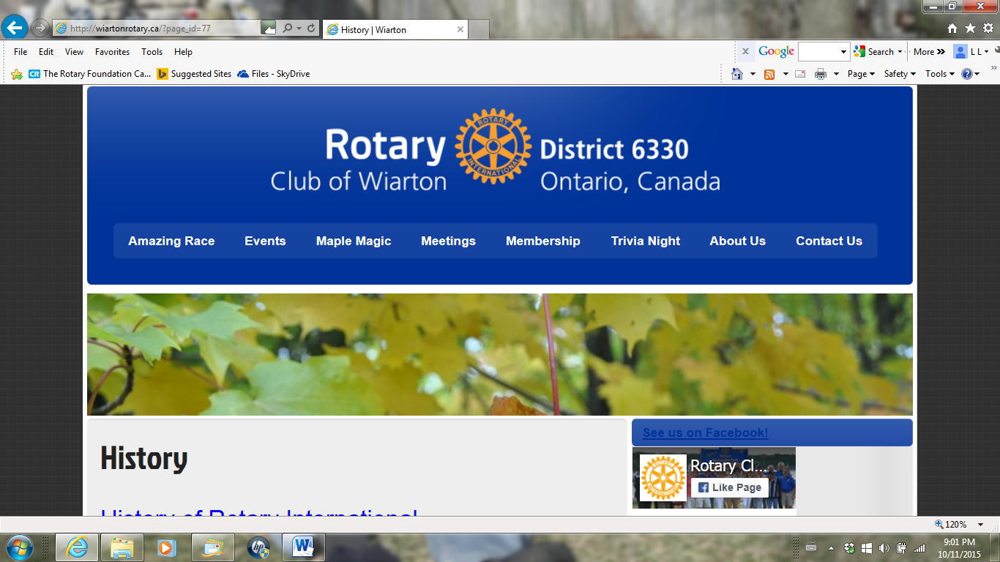 http://wiartonrotary.ca/?page_id=77
History | Wiarton
File Edit View Favorites Tools Help
x Google Search More » L L
The Rotary Foundation Ca... Suggested Sites Files - SkyDrive
Page Safety Tools
Rotary
Club of Wiarton
ROTARY
INTERNATIONAL
District 6330
Ontario, Canada
Amazing Race Events Maple Magic Meetings Membership Trivia Night About Us Contact Us
History
History of Rotary International
See us on Facebook!
Rotary Cl...
Like Page
120%
9:01 PM
10/11/2015